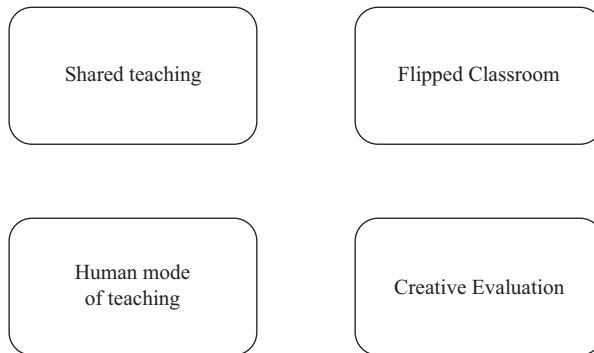 Shared teaching
Flipped Classroom
Human mode
of teaching
Creative Evaluation